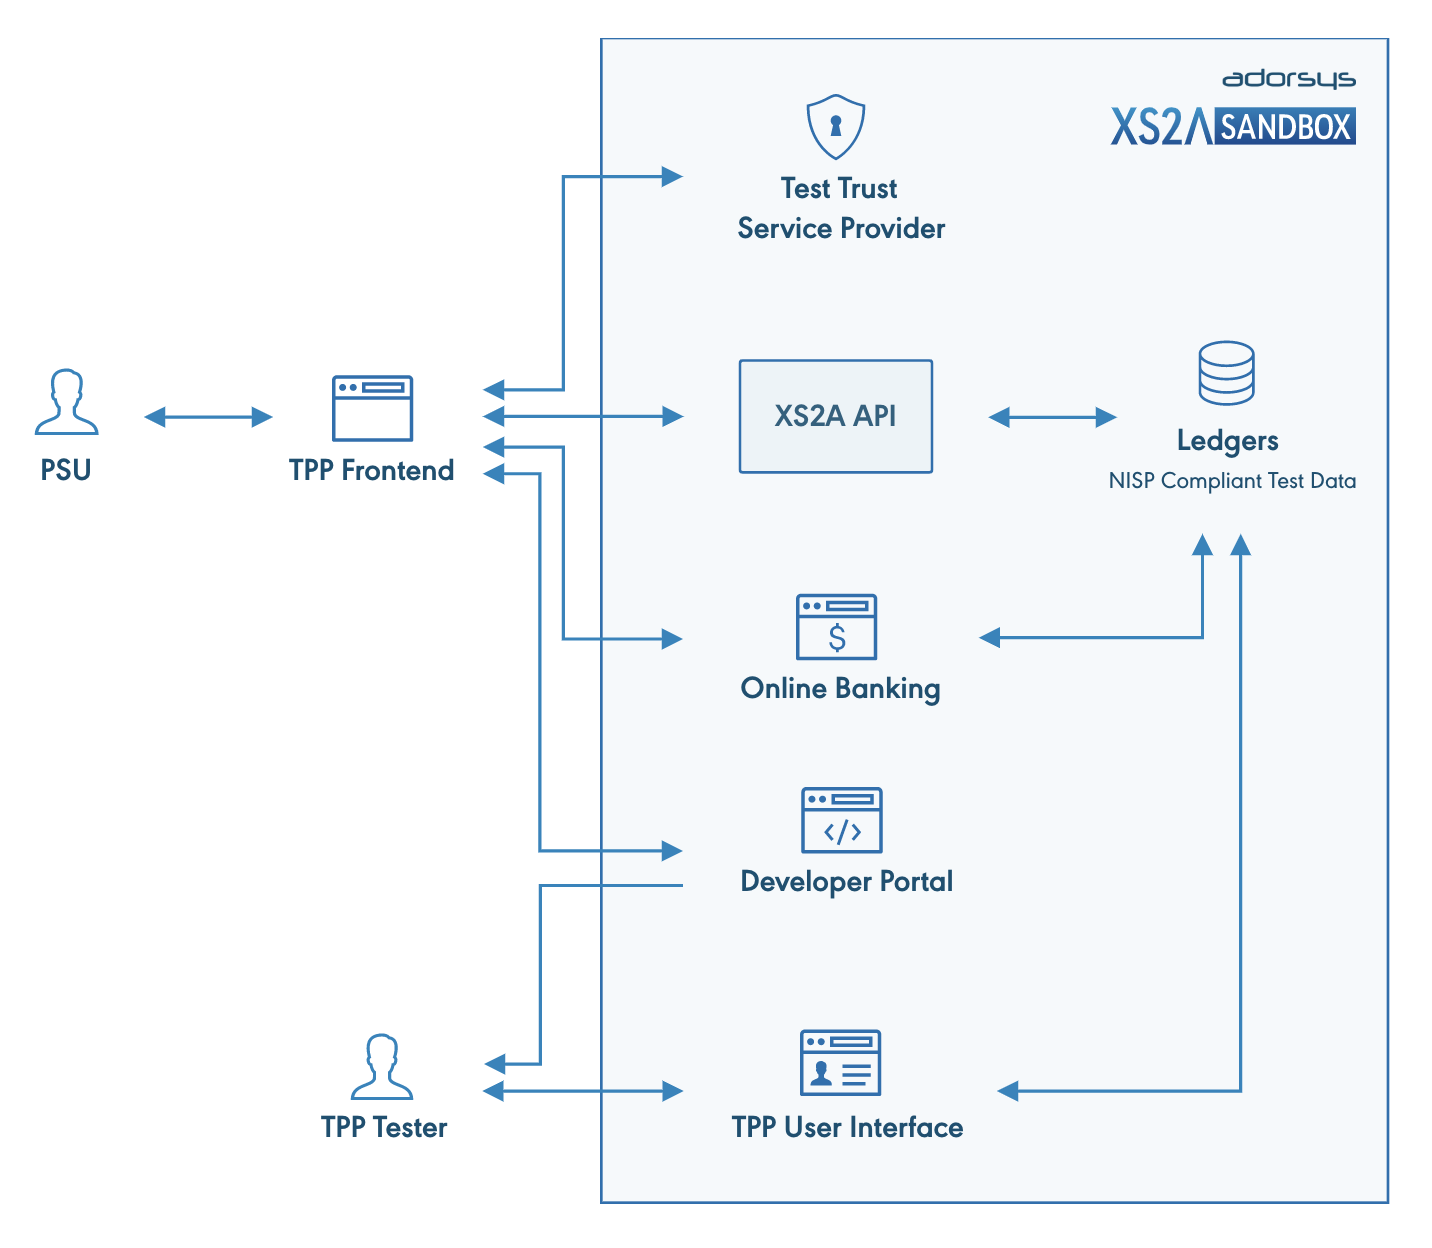 adorsys
XS2A SANDBOX
Test Trust
Service Provider
PSU
TPP Frontend
XS2A API
Ledgers
NISP Compliant Test Data
$
Online Banking
</>
Developer Portal
TPP Tester
TPP User Interface